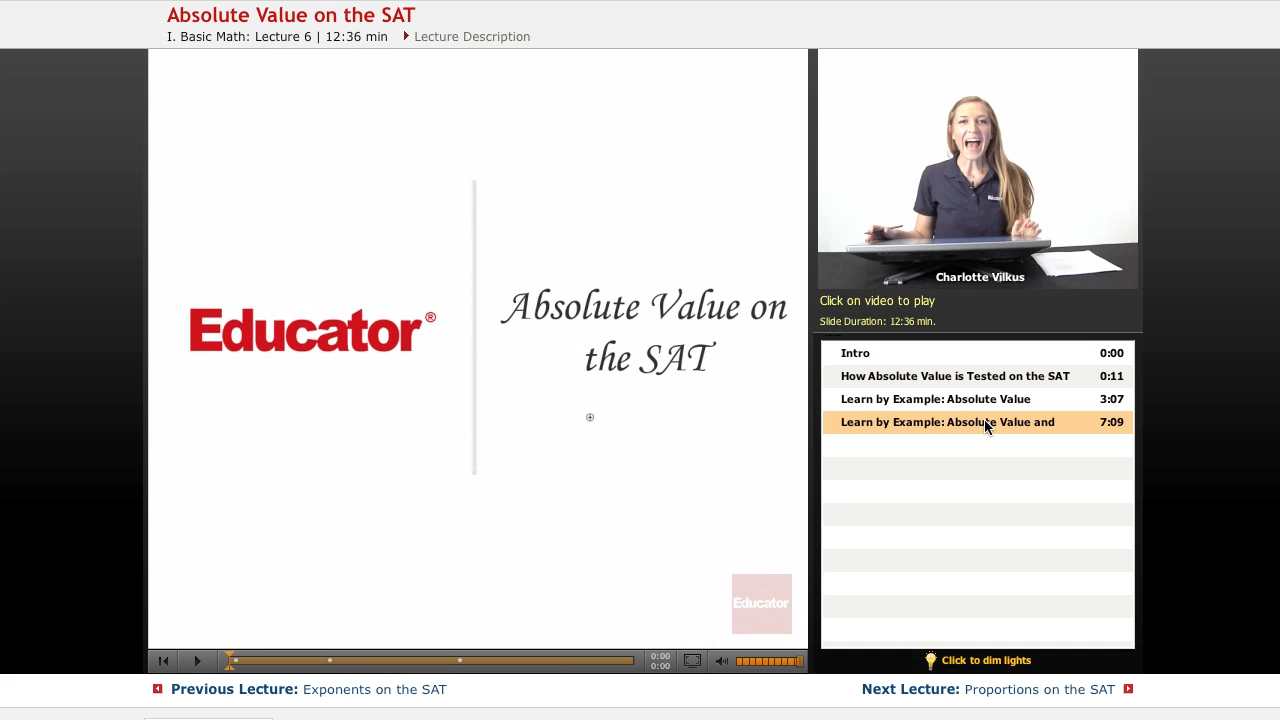 Absolute Value on the SAT
I. Basic Math: Lecture 6 | 12:36 min Lecture Description
Educator®
Absolute Value on
the SAT
Educator
0:00
0:00
Charlotte Vilkus
Click on video to play
Slide Duration: 12:36 min.
Intro 0:00
How Absolute Value is Tested on the SAT 0:11
Learn by Example: Absolute Value 3:07
Learn by Example: Absolute Value and 7:09
Click to dim lights
Previous Lecture: Exponents on the SAT
Next Lecture: Proportions on the SAT